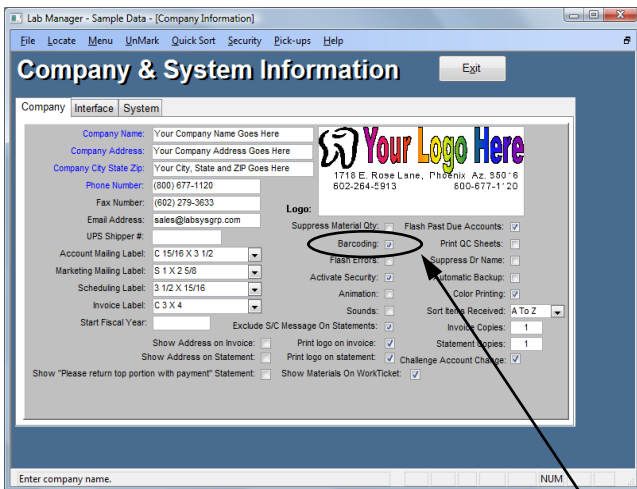 Lab Manager - Sample Data - [Company Information]
File Locate Menu UnMark Quick Sort Security Pick-ups Help
Company & System Information
Exit
Company Interface System
Company Name: Your Company Name Goes Here
Company Address: Your Company Address Goes Here
Company City State Zip: Your City, State and ZIP Goes Here
Phone Number: (800) 677-1120
Fax Number: (602) 279-3633
Email Address: sales@labsysgrp.com
UPS Shipper #:
Account Mailing Label: C 15/16 X 3 1/2
Marketing Mailing Label: S 1 X 2 5/8
Scheduling Label: 3 1/2 X 15/16
Invoice Label: C 3 X 4
Start Fiscal Year:
Your Logo Here
1718 E. Rose Lane, Phoenix Az. 85016
602-264-5913 800-677-1120
Logo:
Suppress Material Qty: Flash Past Due Accounts:
Barcoding: Print QC Sheets:
Flash Errors: Suppress Dr Name:
Activate Security: Automatic Backup:
Animation: Color Printing:
Sounds: Sort Items Received: A To Z
Exclude S/C Message On Statements: Invoice Copies: 1
Show Address on Invoice: Print logo on invoice: Statement Copies: 1
Show Address on Statement: Print logo on statement: Challenge Account Change:
Show "Please return top portion with payment" Statement: Show Materials On WorkTicket:
Enter company name. NUM